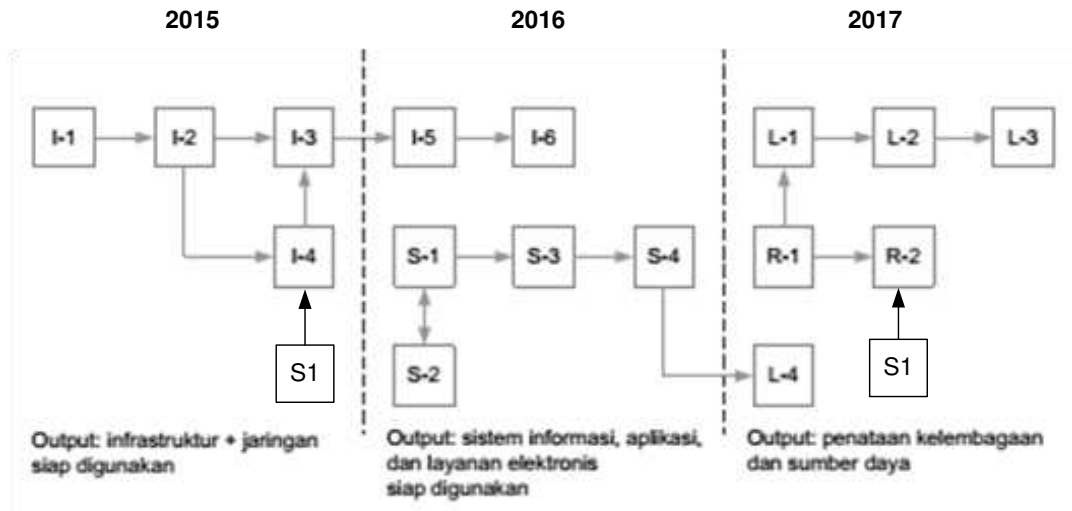 2015 2016 2017
I-1 I-2 I-3 I-5 I-6 L-1 L-2 L-3
I-4 S-1 S-3 S-4 R-1 R-2
S1 S-2 L-4 S1
Output: infrastruktur + jaringan
siap digunakan
Output: sistem informasi, aplikasi,
dan layanan elektronis
siap digunakan
Output: penataan kelembagaan
dan sumber daya